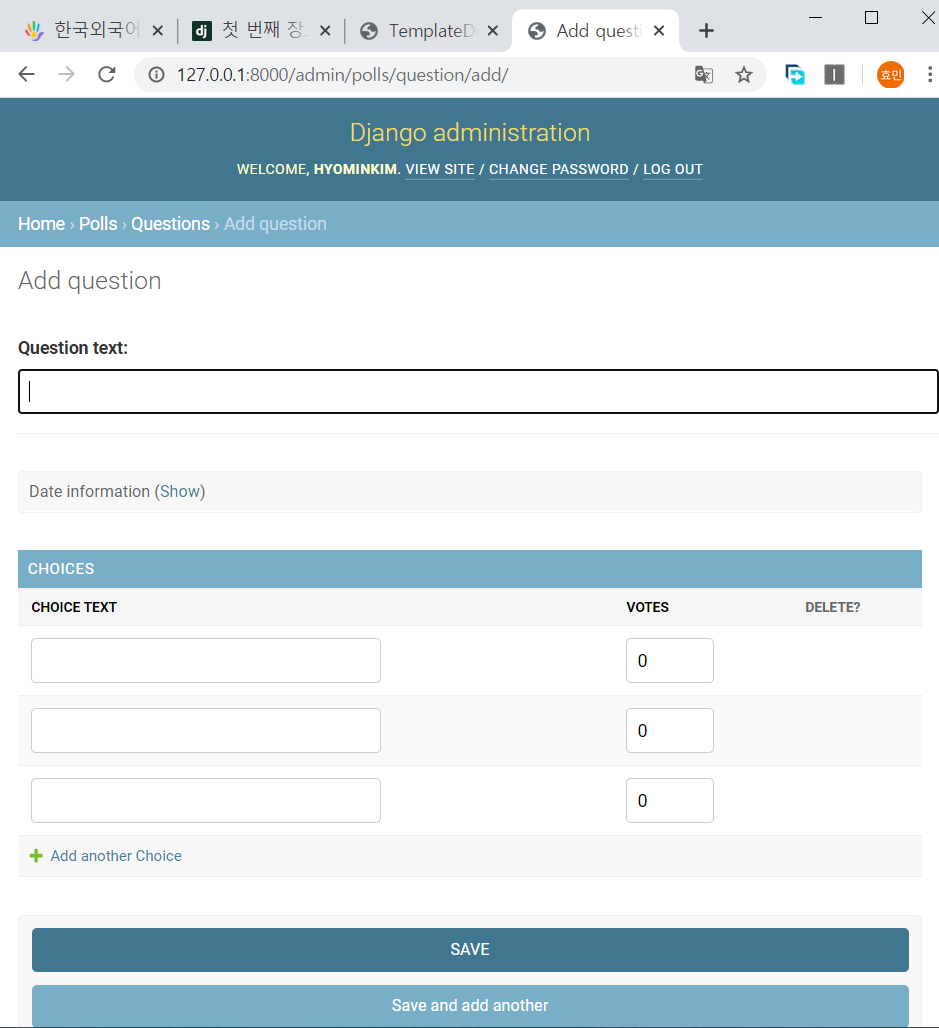 한국외국어
첫 번째 장
TemplateD
Add questi
127.0.0.1:8000/admin/polls/question/add/
효민
Django administration
WELCOME, HYOMINKIM. VIEW SITE / CHANGE PASSWORD / LOG OUT
Home › Polls › Questions › Add question
Add question
Question text:
Date information (Show)
CHOICES
CHOICE TEXT VOTES DELETE?
0
0
0
Add another Choice
SAVE
Save and add another